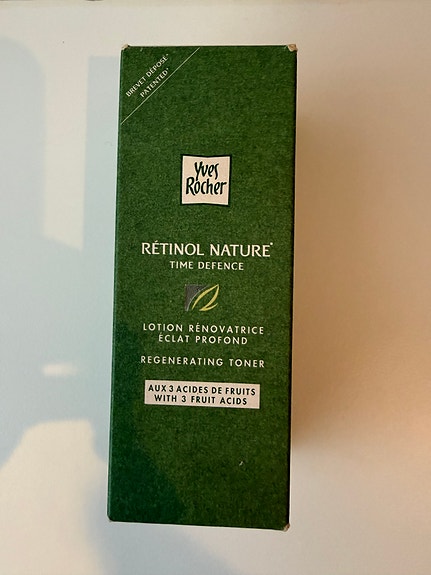 BREVET DÉPOSÉ*
PATENTED*
Yves
Rocher
RÉTINOL NATURE*
TIME DEFENCE
LOTION RÉNOVATRICE
ÉCLAT PROFOND
REGENERATING TONER
AUX 3 ACIDES DE FRUITS
WITH 3 FRUIT ACIDS